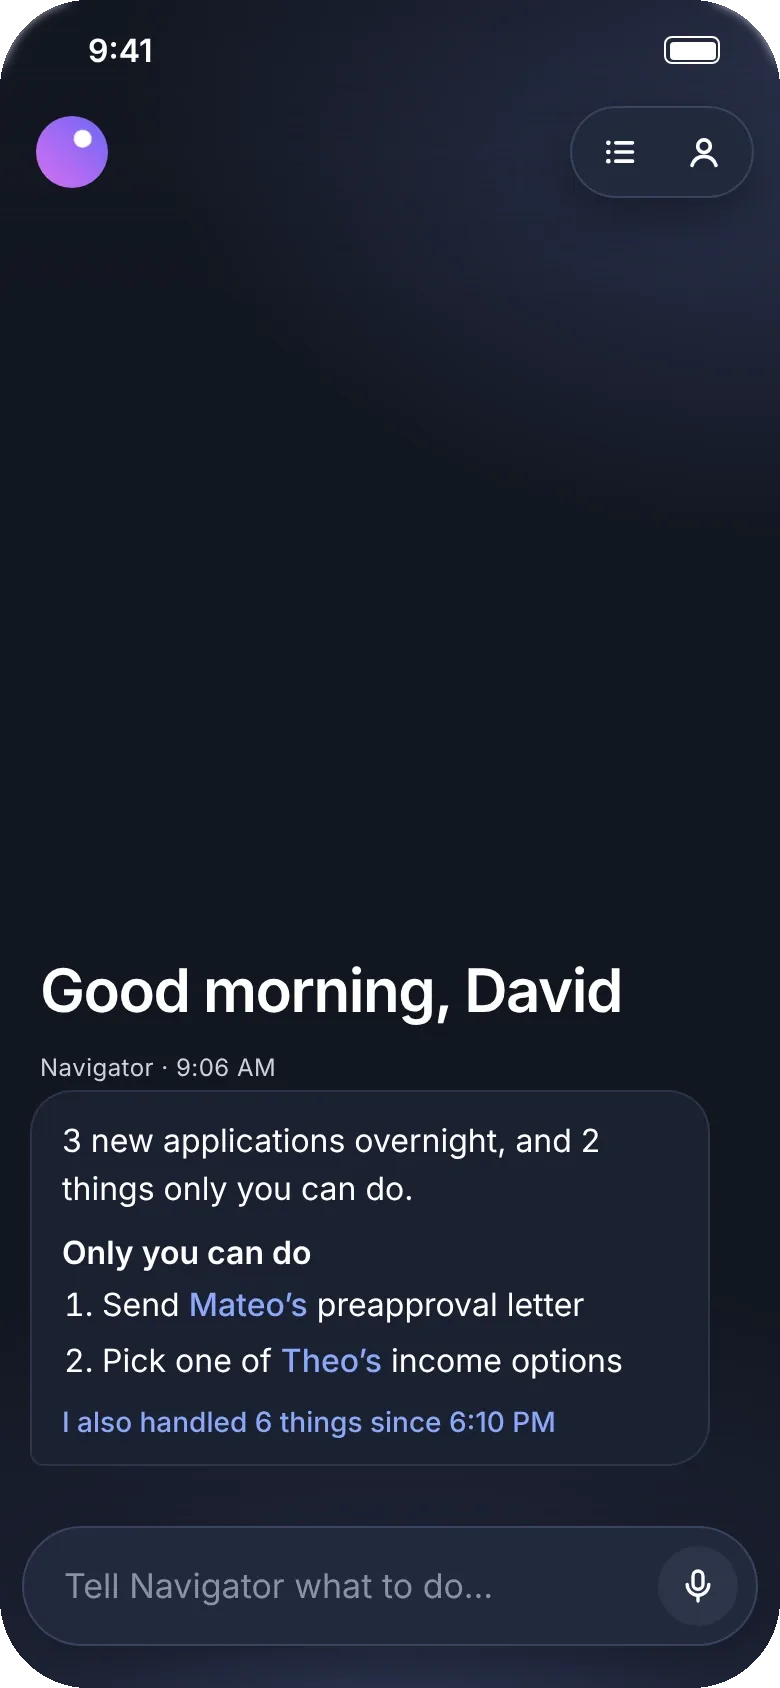 9:41
Good morning, David
Navigator · 9:06 AM
3 new applications overnight, and 2
things only you can do.
Only you can do
1. Send Mateo’s preapproval letter
2. Pick one of Theo’s income options
I also handled 6 things since 6:10 PM
Tell Navigator what to do...